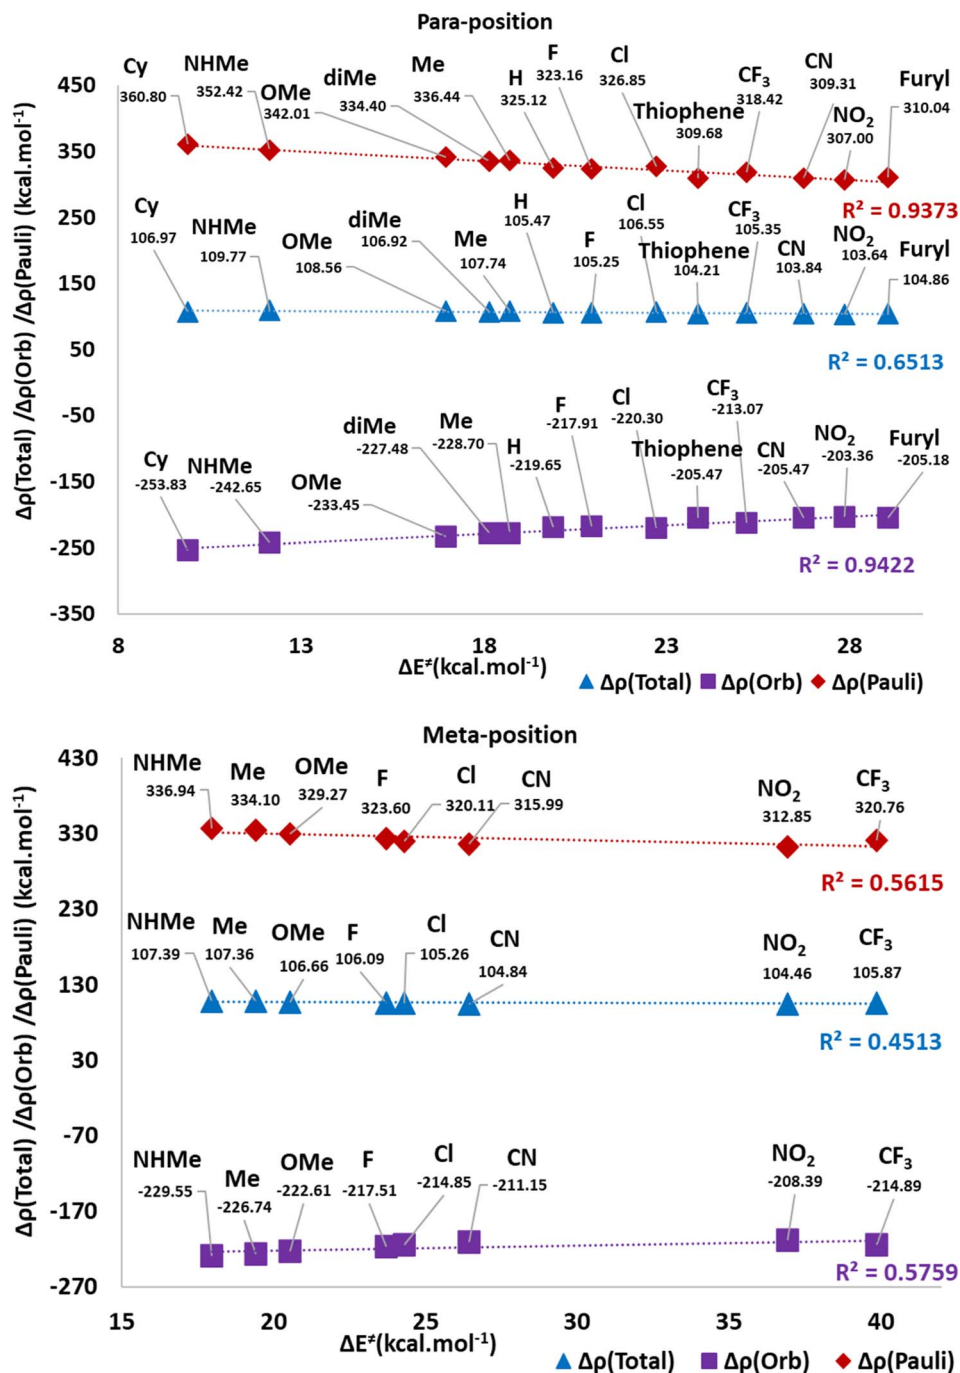 Para-position
Δρ(Total) /Δρ(Orb) /Δρ(Pauli) (kcal.mol⁻¹)
450
350
250
150
50
-50
-150
-250
-350
Cy
360.80
NHMe
352.42
OMe
342.01
diMe
334.40
Me
336.44
H
325.12
F
323.16
Cl
326.85
Thiophene
309.68
CF₃
318.42
CN
309.31
NO₂
307.00
Furyl
310.04
R² = 0.9373
Cy
106.97
NHMe
109.77
OMe
108.56
diMe
106.92
Me
107.74
H
105.47
F
105.25
Cl
106.55
Thiophene
104.21
CF₃
105.35
CN
103.84
NO₂
103.64
Furyl
104.86
R² = 0.6513
Cy
-253.83
NHMe
-242.65
OMe
-233.45
diMe
-227.48
Me
-228.70
H
-219.65
F
-217.91
Cl
-220.30
Thiophene
-205.47
CF₃
-213.07
CN
-205.47
NO₂
-203.36
Furyl
-205.18
R² = 0.9422
8 13 18 23 28
ΔE≠(kcal.mol⁻¹)
Δρ(Total) Δρ(Orb) Δρ(Pauli)
Meta-position
Δρ(Total) /Δρ(Orb) /Δρ(Pauli) (kcal.mol⁻¹)
430
330
230
130
30
-70
-170
-270
NHMe
336.94
Me
334.10
OMe
329.27
F
323.60
Cl
320.11
CN
315.99
NO₂
312.85
CF₃
320.76
R² = 0.5615
NHMe
107.39
Me
107.36
OMe
106.66
F
106.09
Cl
105.26
CN
104.84
NO₂
104.46
CF₃
105.87
R² = 0.4513
NHMe
-229.55
Me
-226.74
OMe
-222.61
F
-217.51
Cl
-214.85
CN
-211.15
NO₂
-208.39
CF₃
-214.89
R² = 0.5759
15 20 25 30 35 40
ΔE≠(kcal.mol⁻¹)
Δρ(Total) Δρ(Orb) Δρ(Pauli)